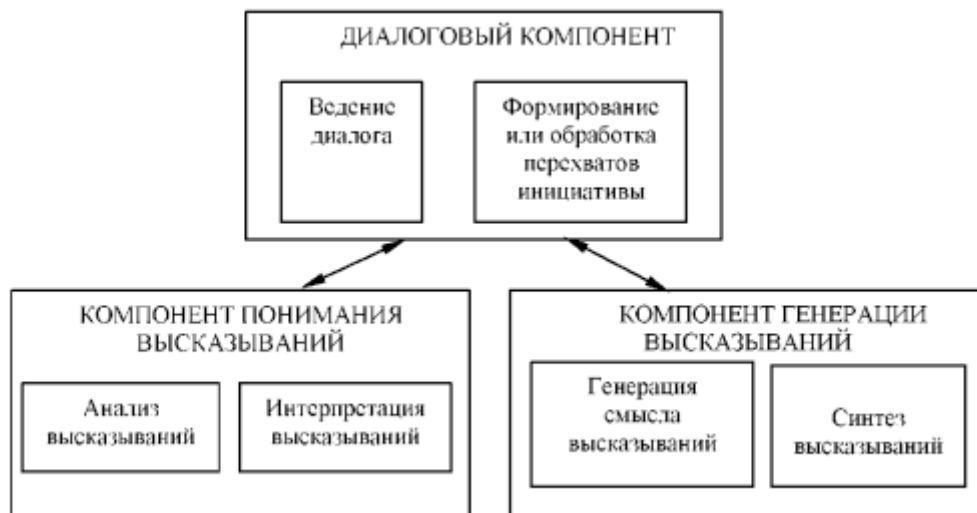 ДИАЛОГОВЫЙ КОМПОНЕНТ
Ведение
диалога
Формирование
или обработка
перехватов
инициативы
КОМПОНЕНТ ПОНИМАНИЯ
ВЫСКАЗЫВАНИЙ
Анализ
высказываний
Интерпретация
высказываний
КОМПОНЕНТ ГЕНЕРАЦИИ
ВЫСКАЗЫВАНИЙ
Генерация
смысла
высказываний
Синтез
высказываний